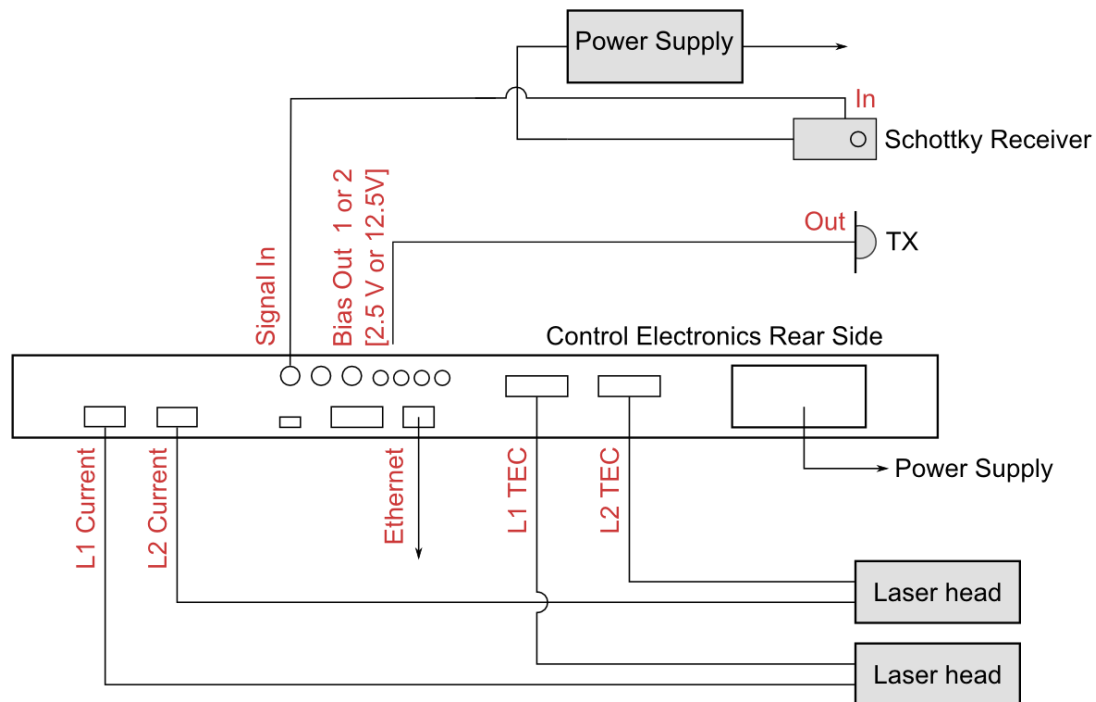 Power Supply
In
Schottky Receiver
Signal In
Bias Out 1 or 2
[2.5 V or 12.5V]
Out
TX
Control Electronics Rear Side
L1 Current
L2 Current
Ethernet
L1 TEC
L2 TEC
Power Supply
Laser head
Laser head